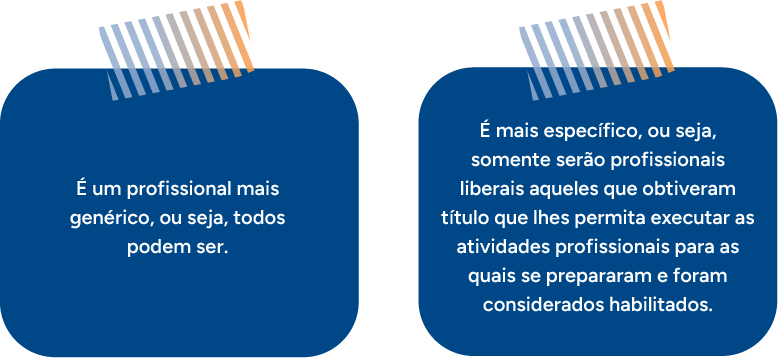 É um profissional mais
genérico, ou seja, todos
podem ser.
É mais específico, ou seja,
somente serão profissionais
liberais aqueles que obtiveram
título que lhes permita executar as
atividades profissionais para as
quais se prepararam e foram
considerados habilitados.